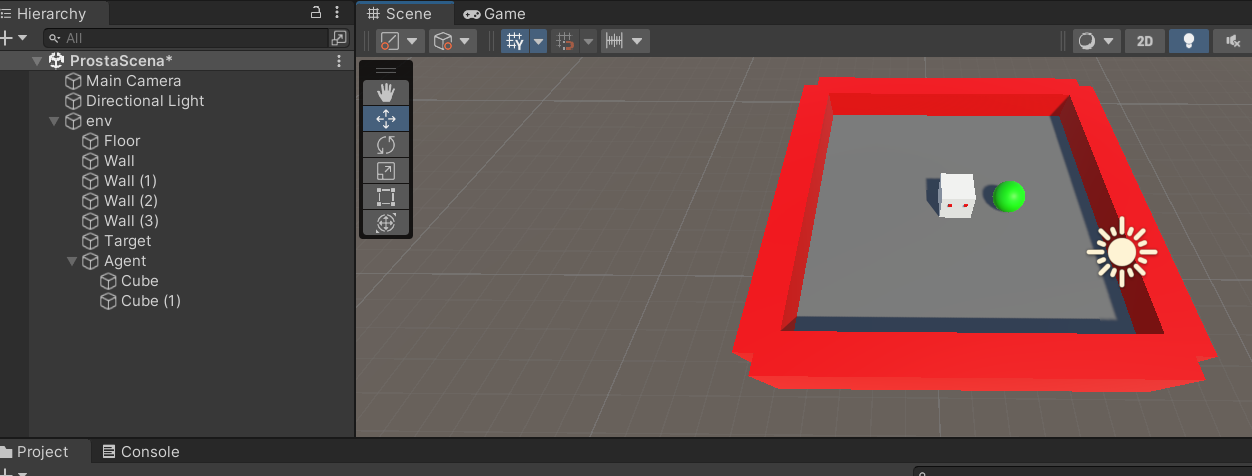 Hierarchy
All
ProstaScena*
Main Camera
Directional Light
env
Floor
Wall
Wall (1)
Wall (2)
Wall (3)
Target
Agent
Cube
Cube (1)
Scene
Game
2D
Project
Console